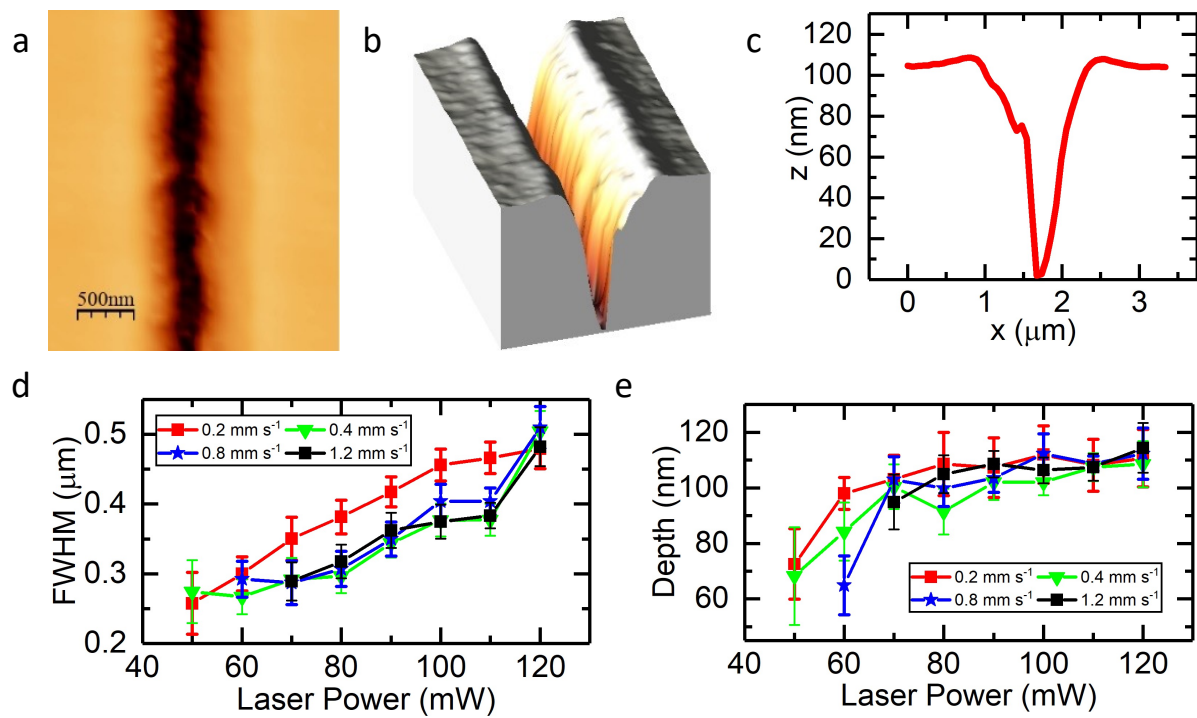 a
b
c
500nm
120
100
80
60
40
20
0
z (nm)
0 1 2 3
x (μm)
d
0.5
0.4
0.3
0.2
FWHM (μm)
0.2 mm s⁻¹ 0.4 mm s⁻¹
0.8 mm s⁻¹ 1.2 mm s⁻¹
40 60 80 100 120
Laser Power (mW)
e
120
100
80
60
Depth (nm)
0.2 mm s⁻¹ 0.4 mm s⁻¹
0.8 mm s⁻¹ 1.2 mm s⁻¹
40 60 80 100 120
Laser Power (mW)